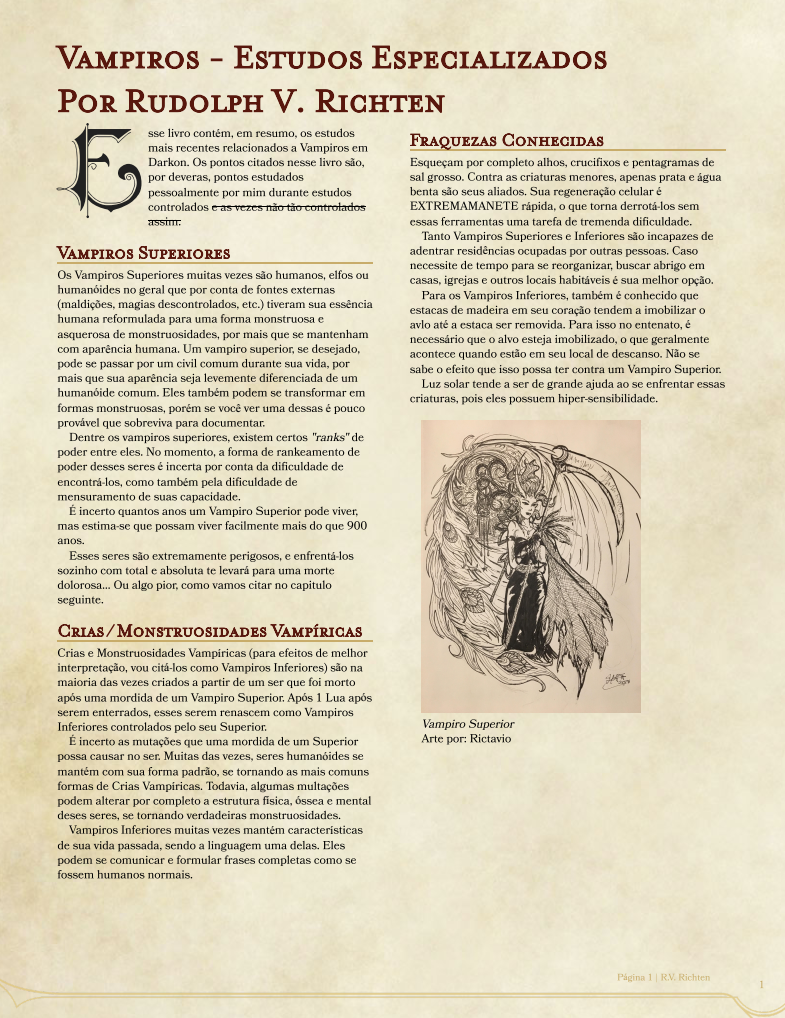 Vampiros - Estudos Especializados
Por Rudolph V. Richten
Esse livro contém, em resumo, os estudos
mais recentes relacionados a Vampiros em
Darkon. Os pontos citados nesse livro são,
por deveras, pontos estudados
pessoalmente por mim durante estudos
controlados e as vezes não tão controlados
assim.
Vampiros Superiores
Os Vampiros Superiores muitas vezes são humanos, elfos ou
humanóides no geral que por conta de fontes externas
(maldições, magias descontrolados, etc.) tiveram sua essência
humana reformulada para uma forma monstruosa e
asquerosa de monstruosidades, por mais que se mantenham
com aparência humana. Um vampiro superior, se desejado,
pode se passar por um civil comum durante sua vida, por
mais que sua aparência seja levemente diferenciada de um
humanóide comum. Eles também podem se transformar em
formas monstruosas, porém se você ver uma dessas é pouco
provável que sobreviva para documentar.
Dentre os vampiros superiores, existem certos "ranks" de
poder entre eles. No momento, a forma de rankeamento de
poder desses seres é incerta por conta da dificuldade de
encontrá-los, como também pela dificuldade de
mensuramento de suas capacidade.
É incerto quantos anos um Vampiro Superior pode viver,
mas estima-se que possam viver facilmente mais do que 900
anos.
Esses seres são extremamente perigosos, e enfrentá-los
sozinho com total e absoluta te levará para uma morte
dolorosa... Ou algo pior, como vamos citar no capitulo
seguinte.
Crias/Monstruosidades Vampíricas
Crias e Monstruosidades Vampíricas (para efeitos de melhor
interpretação, vou citá-los como Vampiros Inferiores) são na
maioria das vezes criados a partir de um ser que foi morto
após uma mordida de um Vampiro Superior. Após 1 Lua após
serem enterrados, esses serem renascem como Vampiros
Inferiores controlados pelo seu Superior.
É incerto as mutações que uma mordida de um Superior
possa causar no ser. Muitas das vezes, seres humanóides se
mantém com sua forma padrão, se tornando as mais comuns
formas de Crias Vampíricas. Todavia, algumas multações
podem alterar por completo a estrutura física, óssea e mental
deses seres, se tornando verdadeiras monstruosidades.
Vampiros Inferiores muitas vezes mantém características
de sua vida passada, sendo a linguagem uma delas. Eles
podem se comunicar e formular frases completas como se
fossem humanos normais.
Fraquezas Conhecidas
Esqueçam por completo alhos, crucifixos e pentagramas de
sal grosso. Contra as criaturas menores, apenas prata e água
benta são seus aliados. Sua regeneração celular é
EXTREMAMANETE rápida, o que torna derrotá-los sem
essas ferramentas uma tarefa de tremenda dificuldade.
Tanto Vampiros Superiores e Inferiores são incapazes de
adentrar residências ocupadas por outras pessoas. Caso
necessite de tempo para se reorganizar, buscar abrigo em
casas, igrejas e outros locais habitáveis é sua melhor opção.
Para os Vampiros Inferiores, também é conhecido que
estacas de madeira em seu coração tendem a imobilizar o
avlo até a estaca ser removida. Para isso no entenato, é
necessário que o alvo esteja imobilizado, o que geralmente
acontece quando estão em seu local de descanso. Não se
sabe o efeito que isso possa ter contra um Vampiro Superior.
Luz solar tende a ser de grande ajuda ao se enfrentar essas
criaturas, pois eles possuem hiper-sensibilidade.
Vampiro Superior
Arte por: Rictavio
Página 1 | R.V. Richten
1